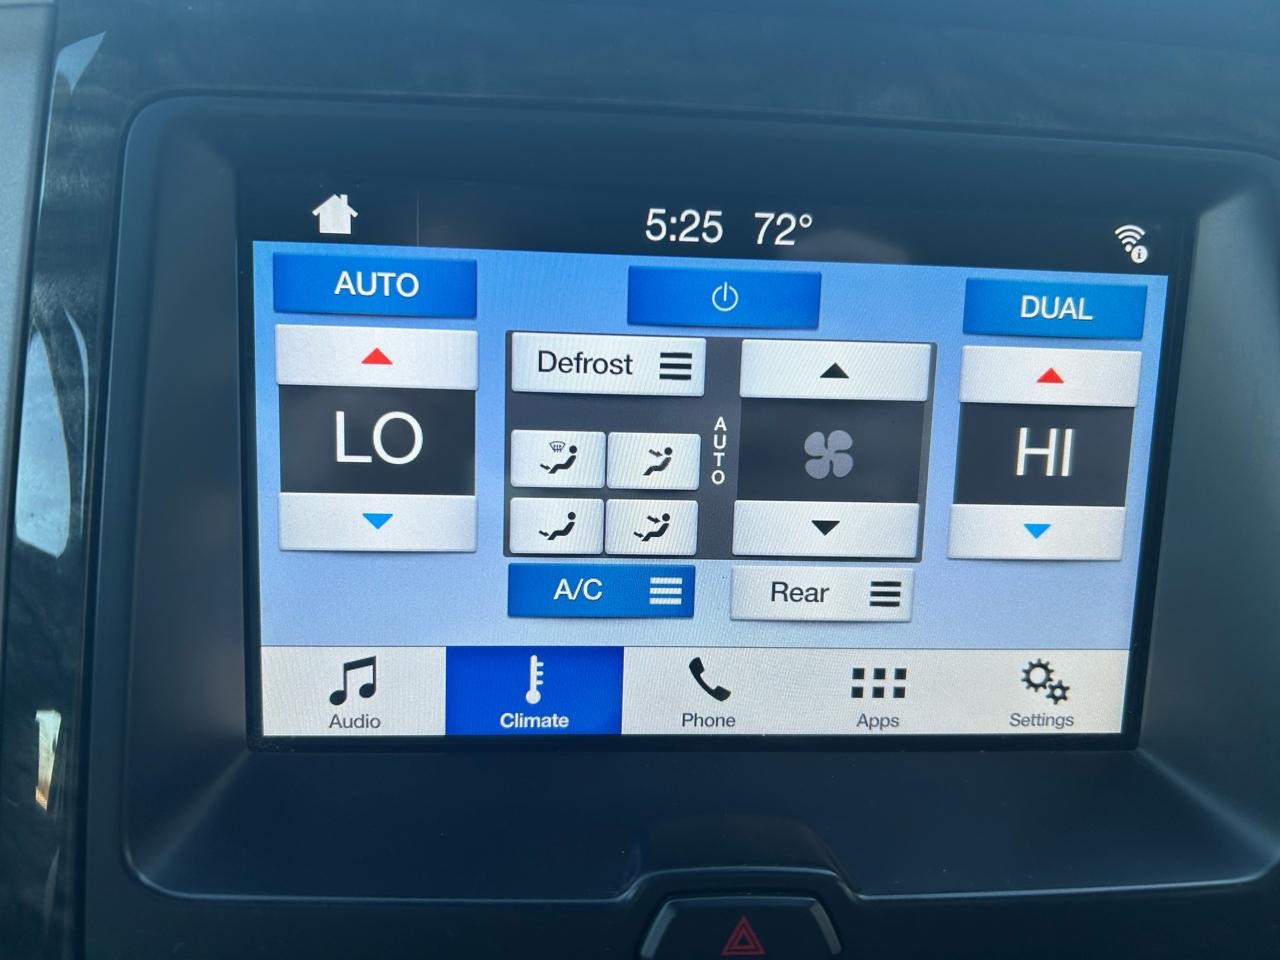 5:25 72°
AUTO
DUAL
Defrost
LO
AUTO
HI
A/C
Rear
Audio
Climate
Phone
Apps
Settings